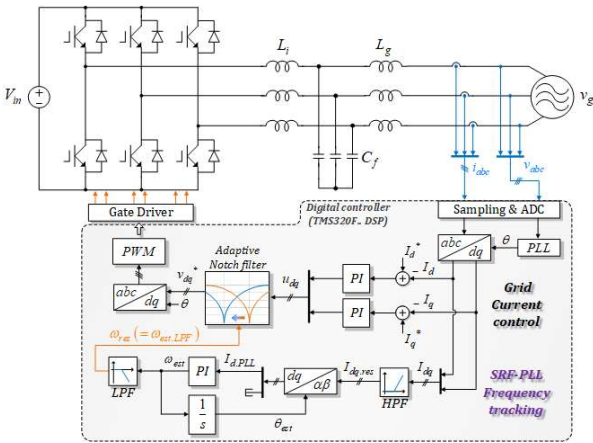 L_i
L_g
V_in
v_g
C_f
i_abc
v_abc
Gate Driver
Digital controller
(TMS320F.. DSP)
Sampling & ADC
PWM
Adaptive
Notch filter
abc
dq
θ
PLL
v_dq*
u_dq
PI
I_d*
I_d
Grid
Current
control
abc
dq
θ
PI
I_q
I_q*
ω_res (= ω_est.LPF)
ω_est
I_d.PLL
I_dq.res
I_dq
SRF-PLL
Frequency
tracking
LPF
PI
dq
αβ
HPF
1
s
θ_est